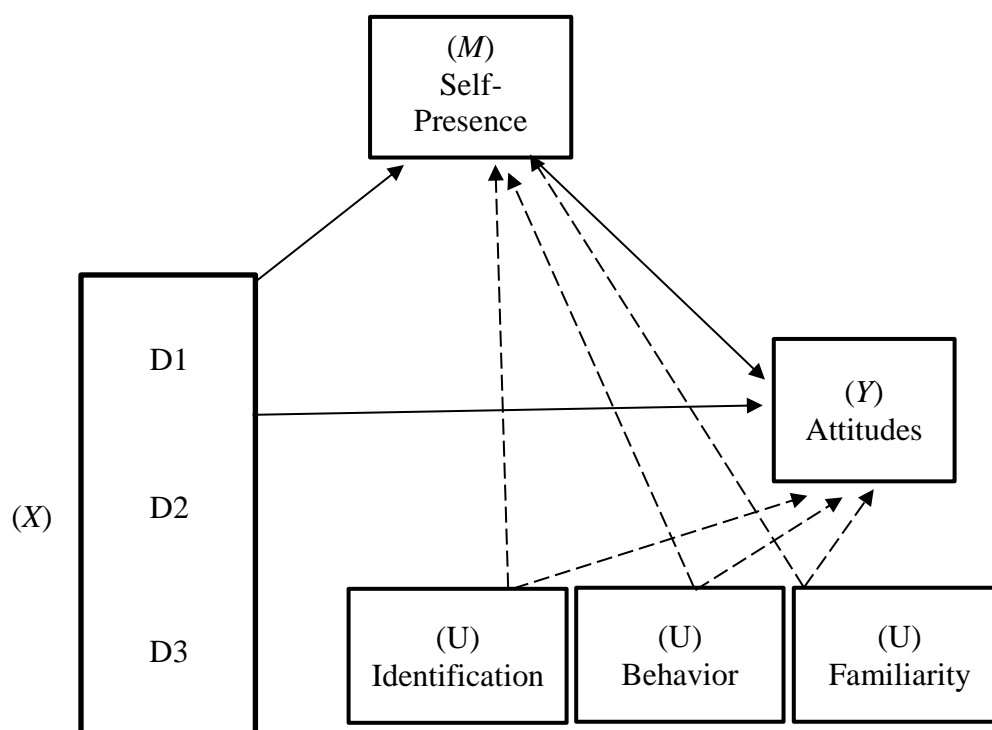 (M)
Self-
Presence
D1
(Y)
Attitudes
(X)
D2
D3
(U)
Identification
(U)
Behavior
(U)
Familiarity